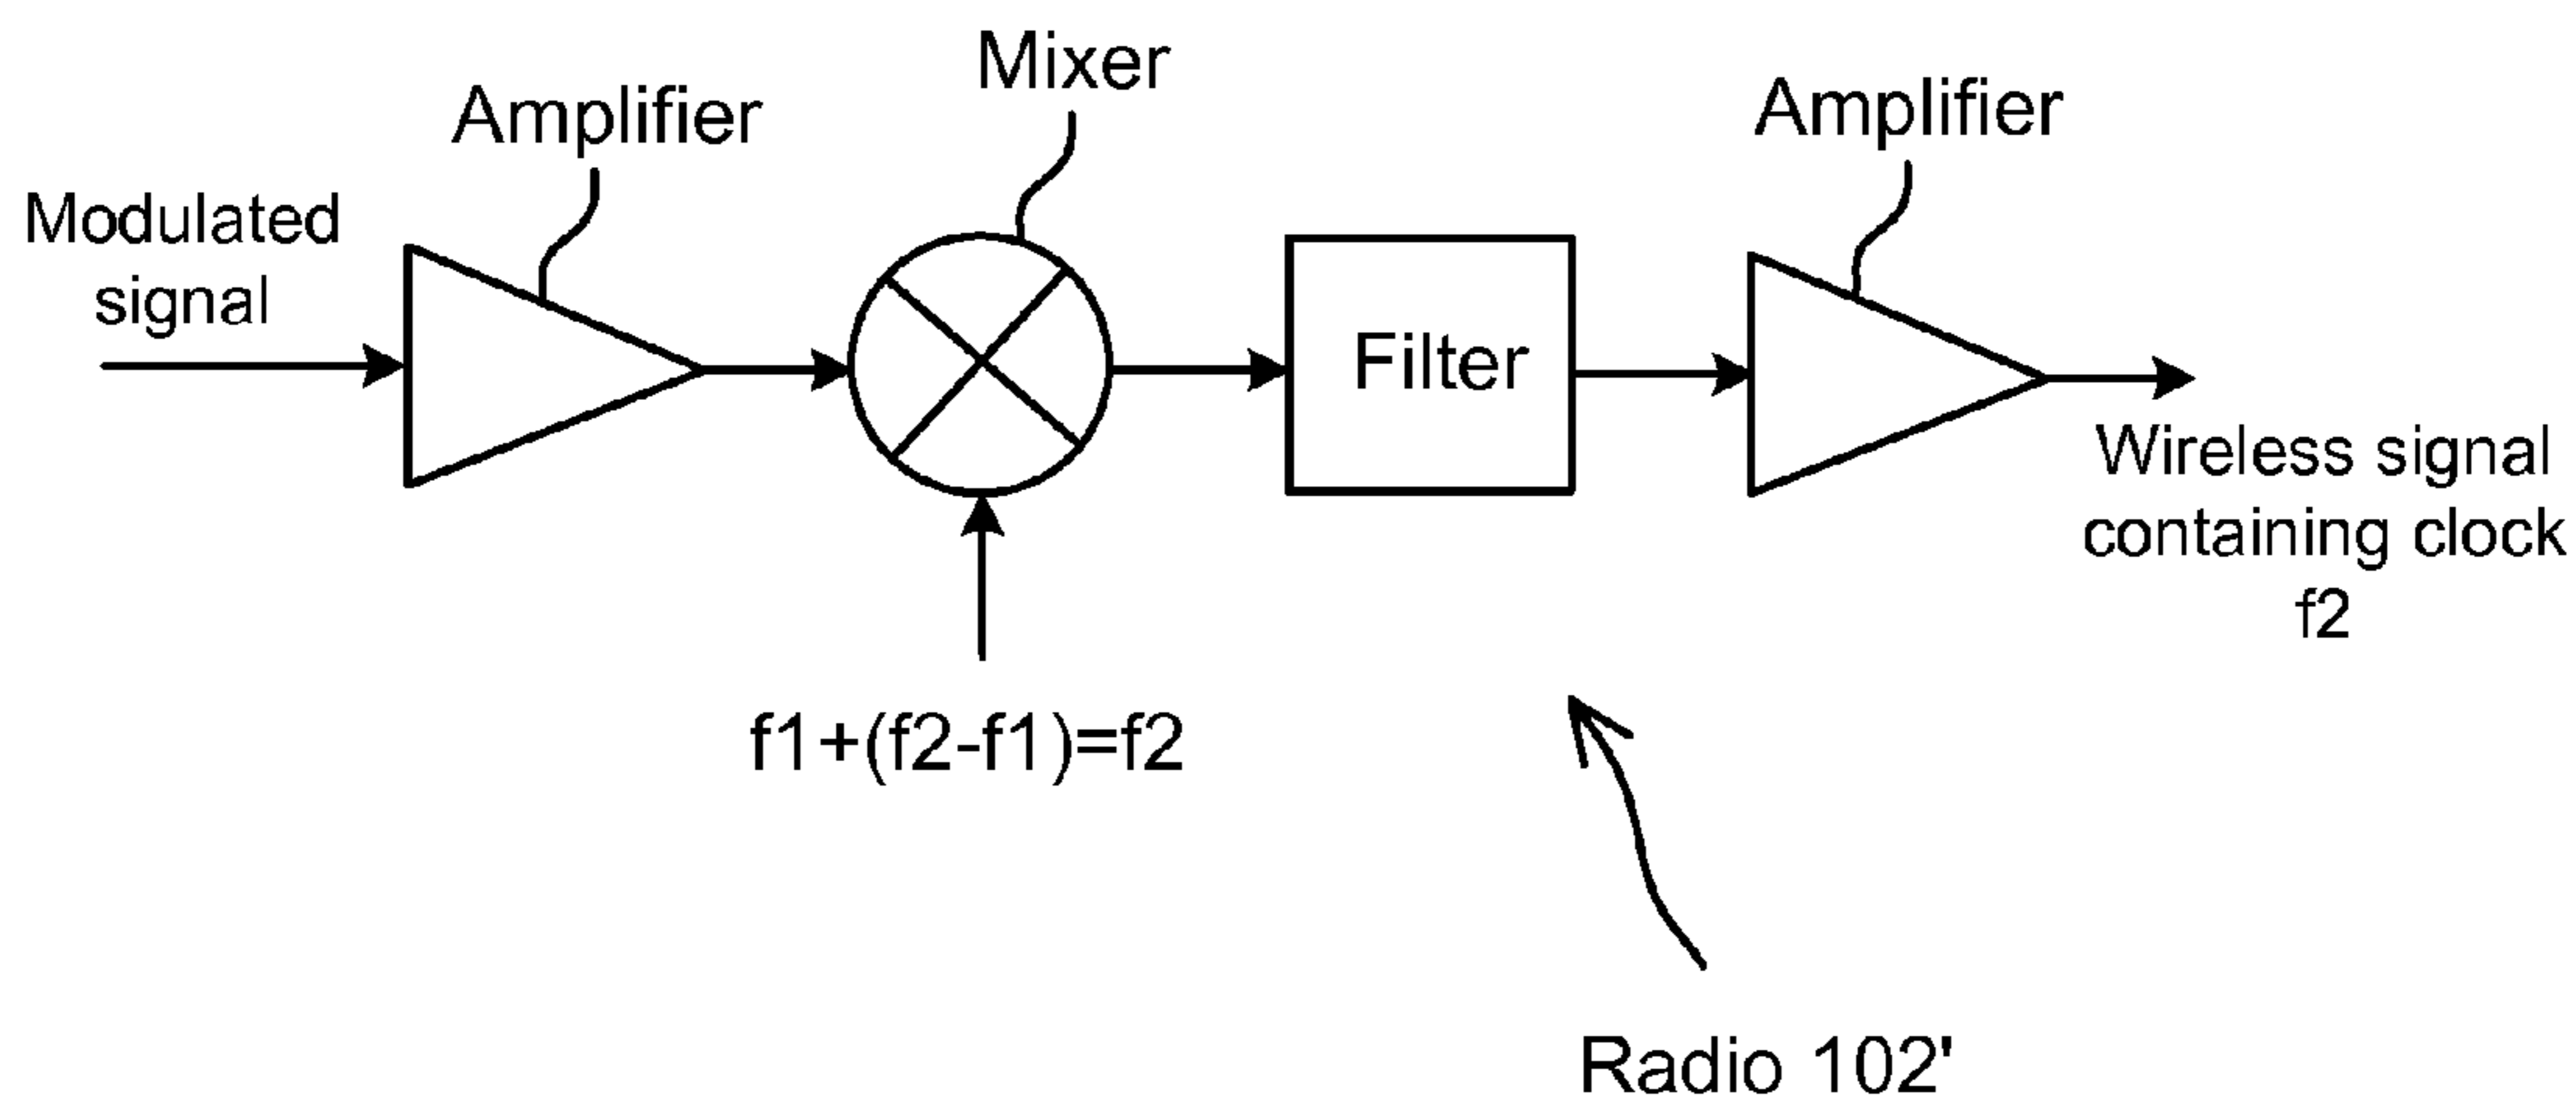 Mixer
Amplifier
Amplifier
Modulated
signal
Filter
Wireless signal
containing clock
f2
f1+(f2-f1)=f2
Radio 102'